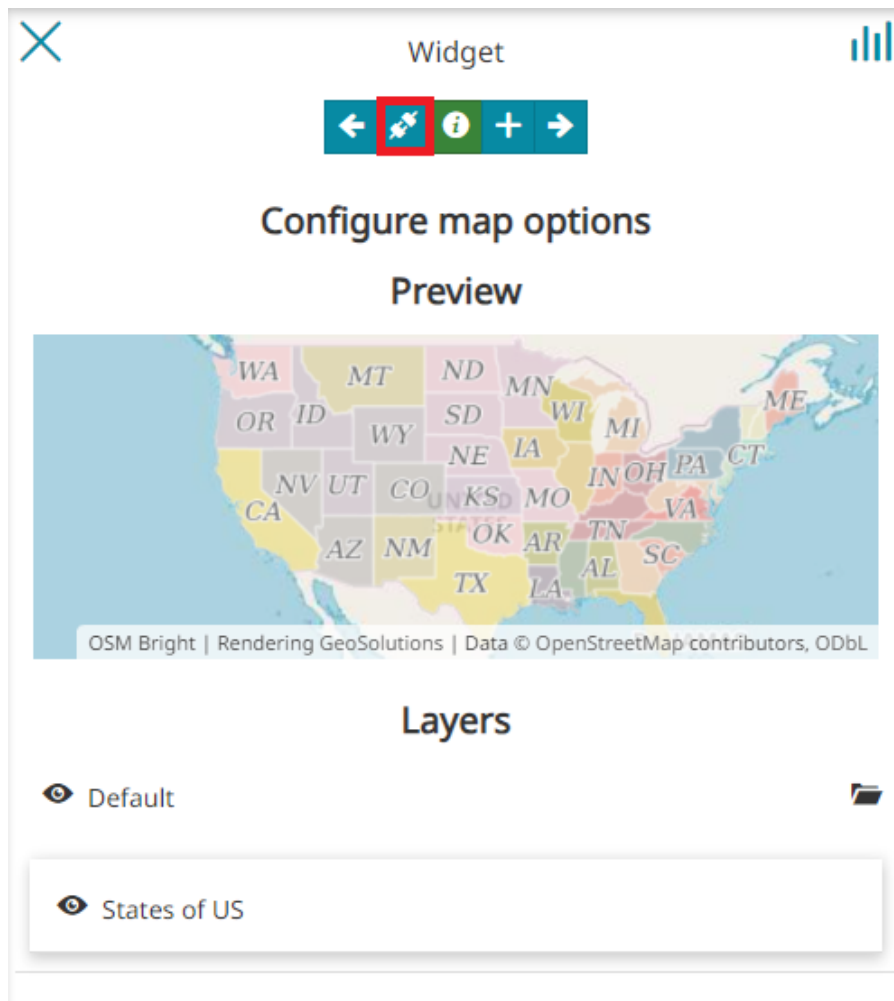 Widget
Configure map options
Preview
WA MT ND MN ME
OR ID WY SD WI MI
NE IA IN OH PA CT
NV UT CO KS MO VA
CA UNITED STATES
AZ NM OK AR TN SC
TX LA AL
OSM Bright | Rendering GeoSolutions | Data © OpenStreetMap contributors, ODbL
Layers
Default
States of US